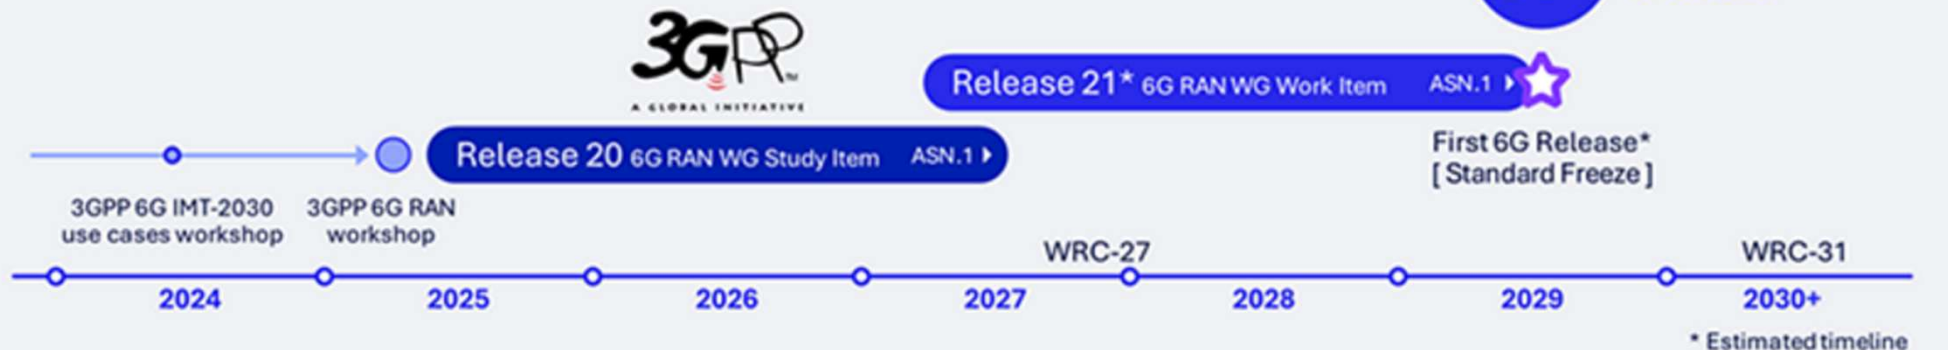 3GPP™
A GLOBAL INITIATIVE
Release 21* 6G RAN WG Work Item ASN.1
Release 20 6G RAN WG Study Item ASN.1
First 6G Release*
[ Standard Freeze ]
3GPP 6G IMT-2030
use cases workshop
3GPP 6G RAN
workshop
WRC-27
WRC-31
2024
2025
2026
2027
2028
2029
2030+
* Estimated timeline